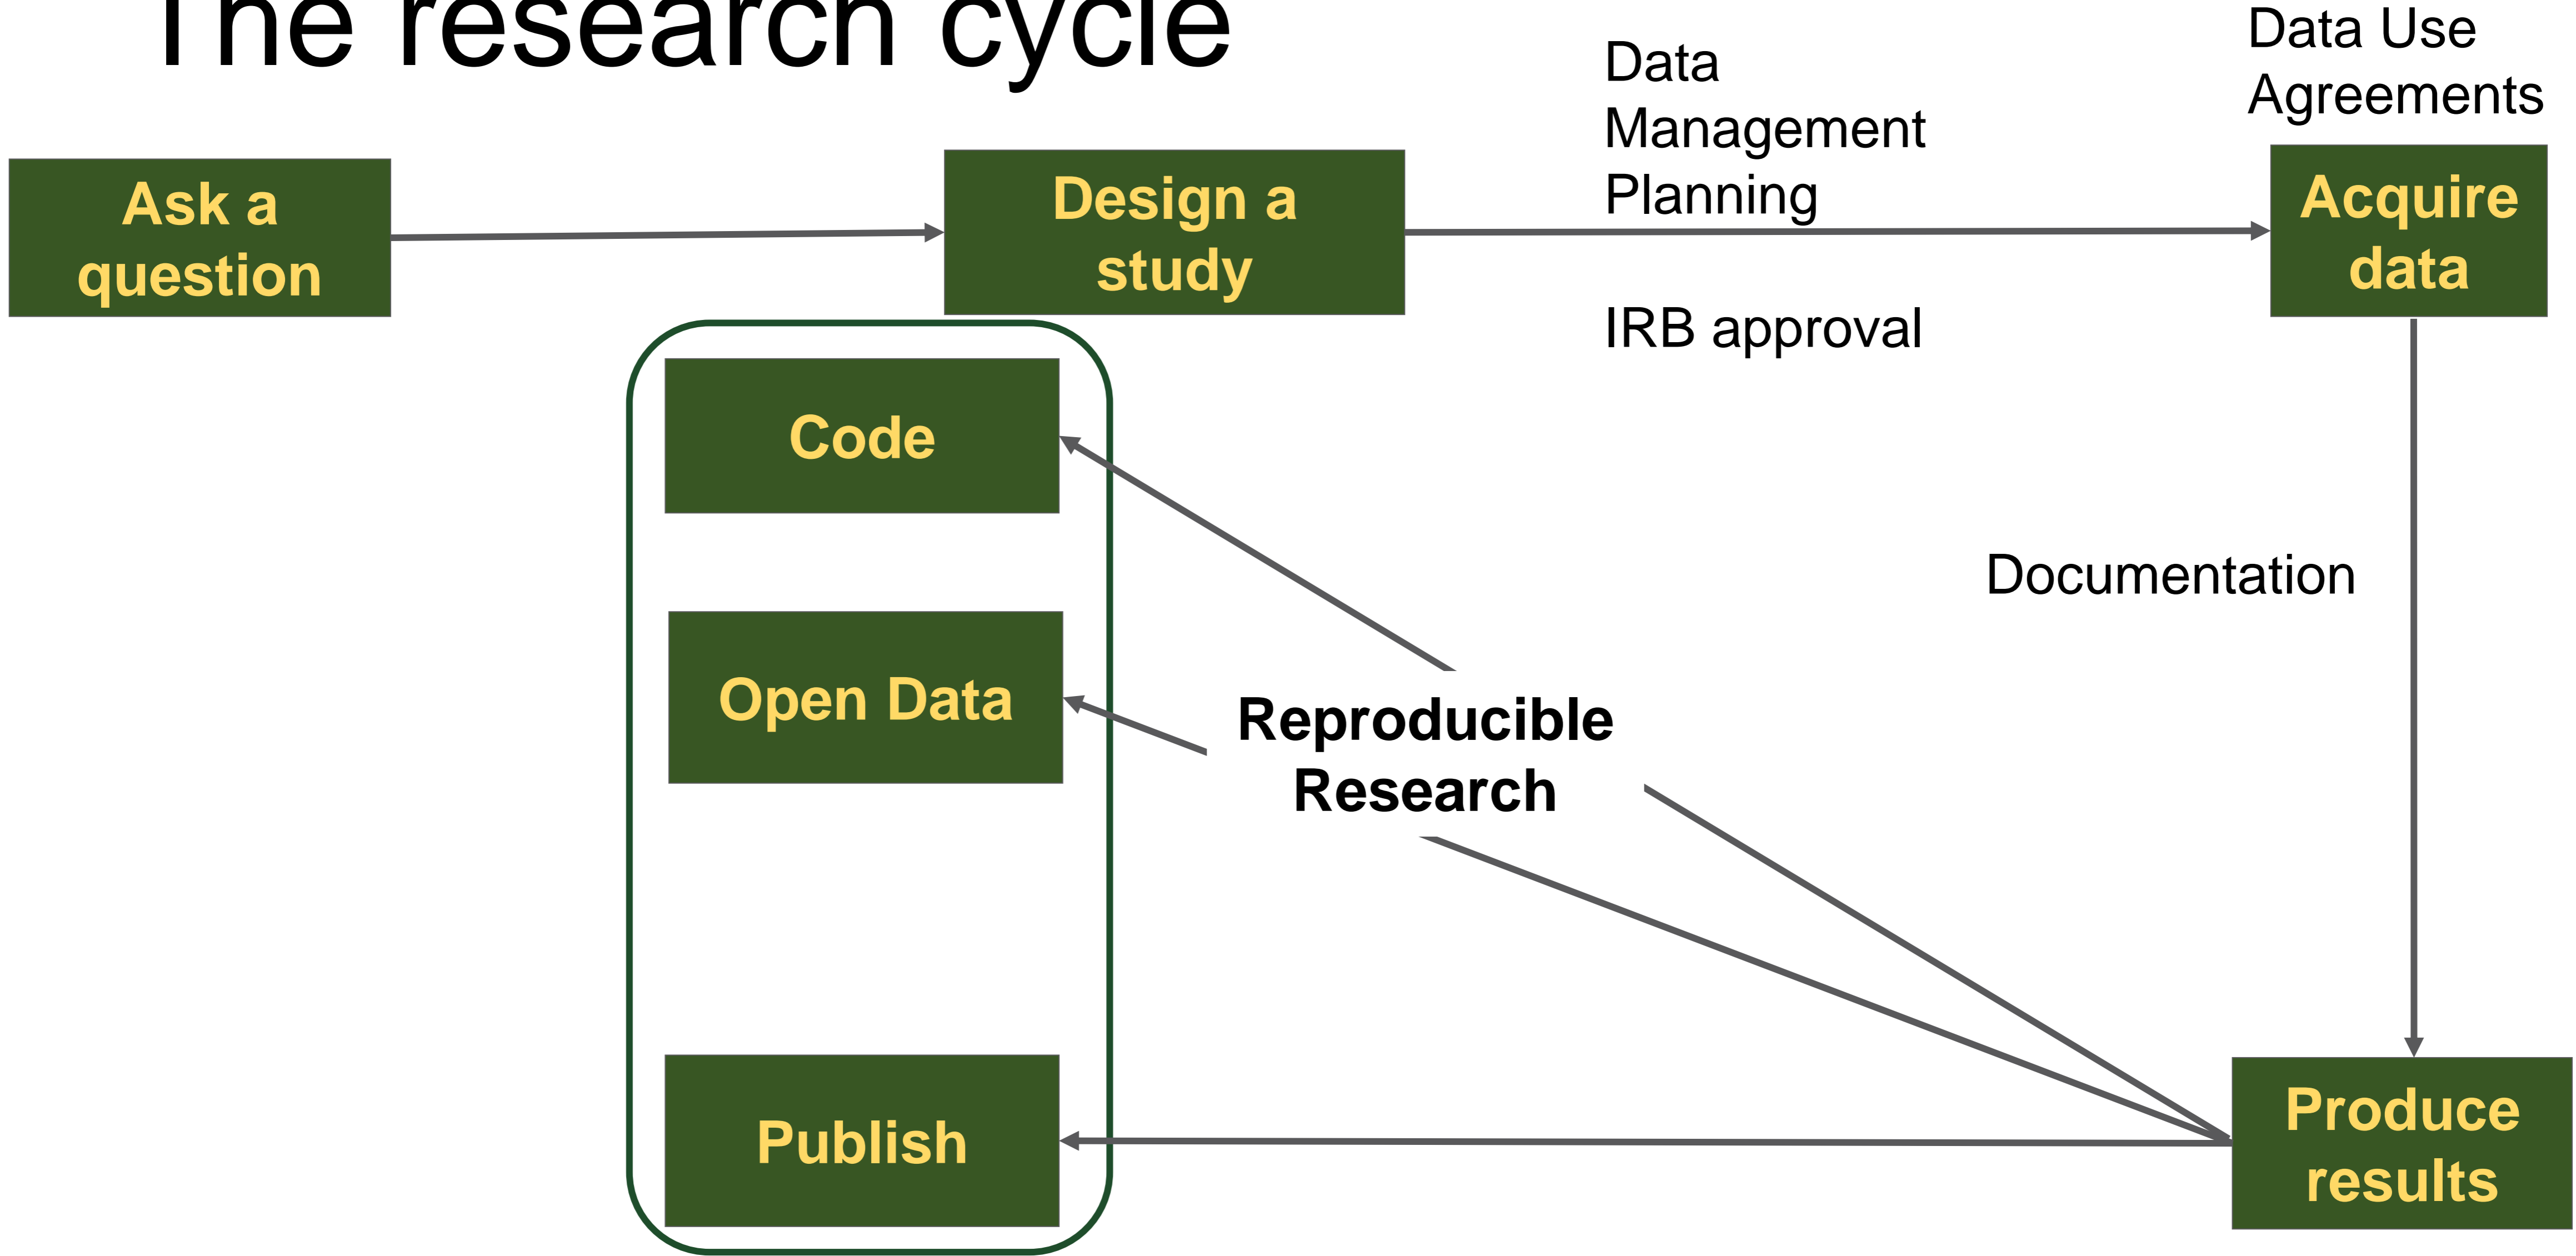 The research cycle
Data Use
Agreements
Data
Management
Planning
Ask a
question
Design a
study
Acquire
data
IRB approval
Code
Documentation
Open Data
Reproducible
Research
Publish
Produce
results